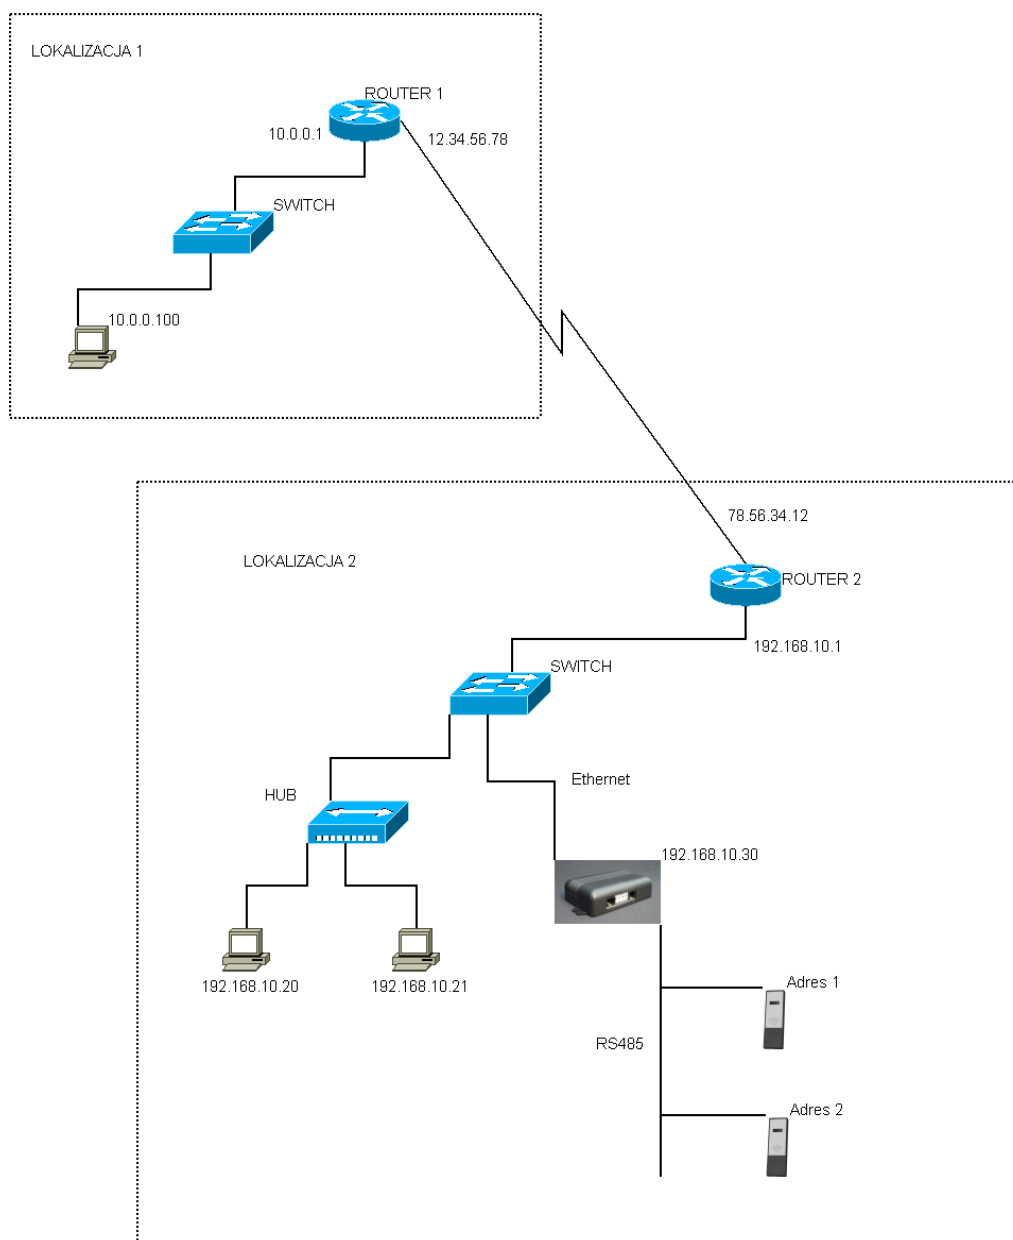 LOKALIZACJA 1
ROUTER 1
10.0.0.1
12.34.56.78
SWITCH
10.0.0.100
78.56.34.12
LOKALIZACJA 2
ROUTER 2
192.168.10.1
SWITCH
Ethernet
HUB
192.168.10.30
192.168.10.20
192.168.10.21
Adres 1
RS485
Adres 2